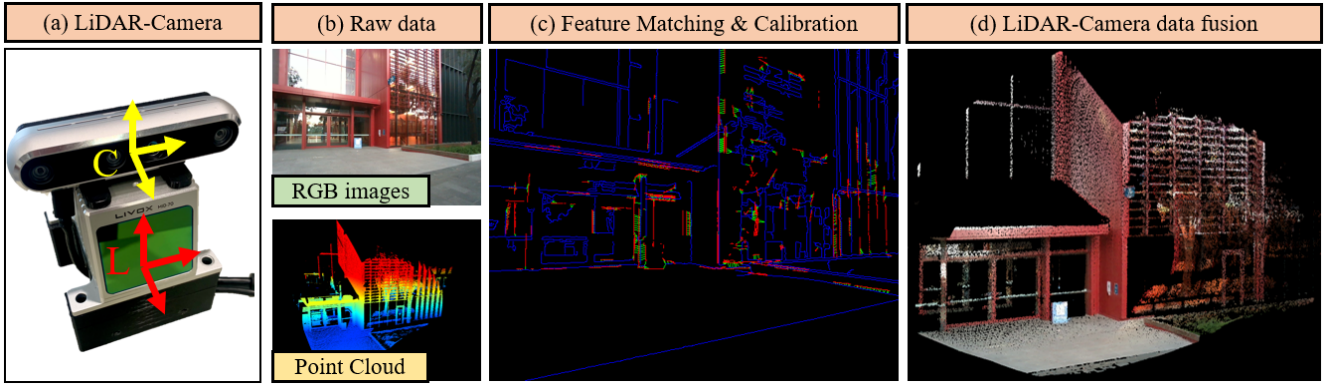 (a) LiDAR-Camera
(b) Raw data
(c) Feature Matching & Calibration
(d) LiDAR-Camera data fusion
C
LIVOX
L
RGB images
Point Cloud